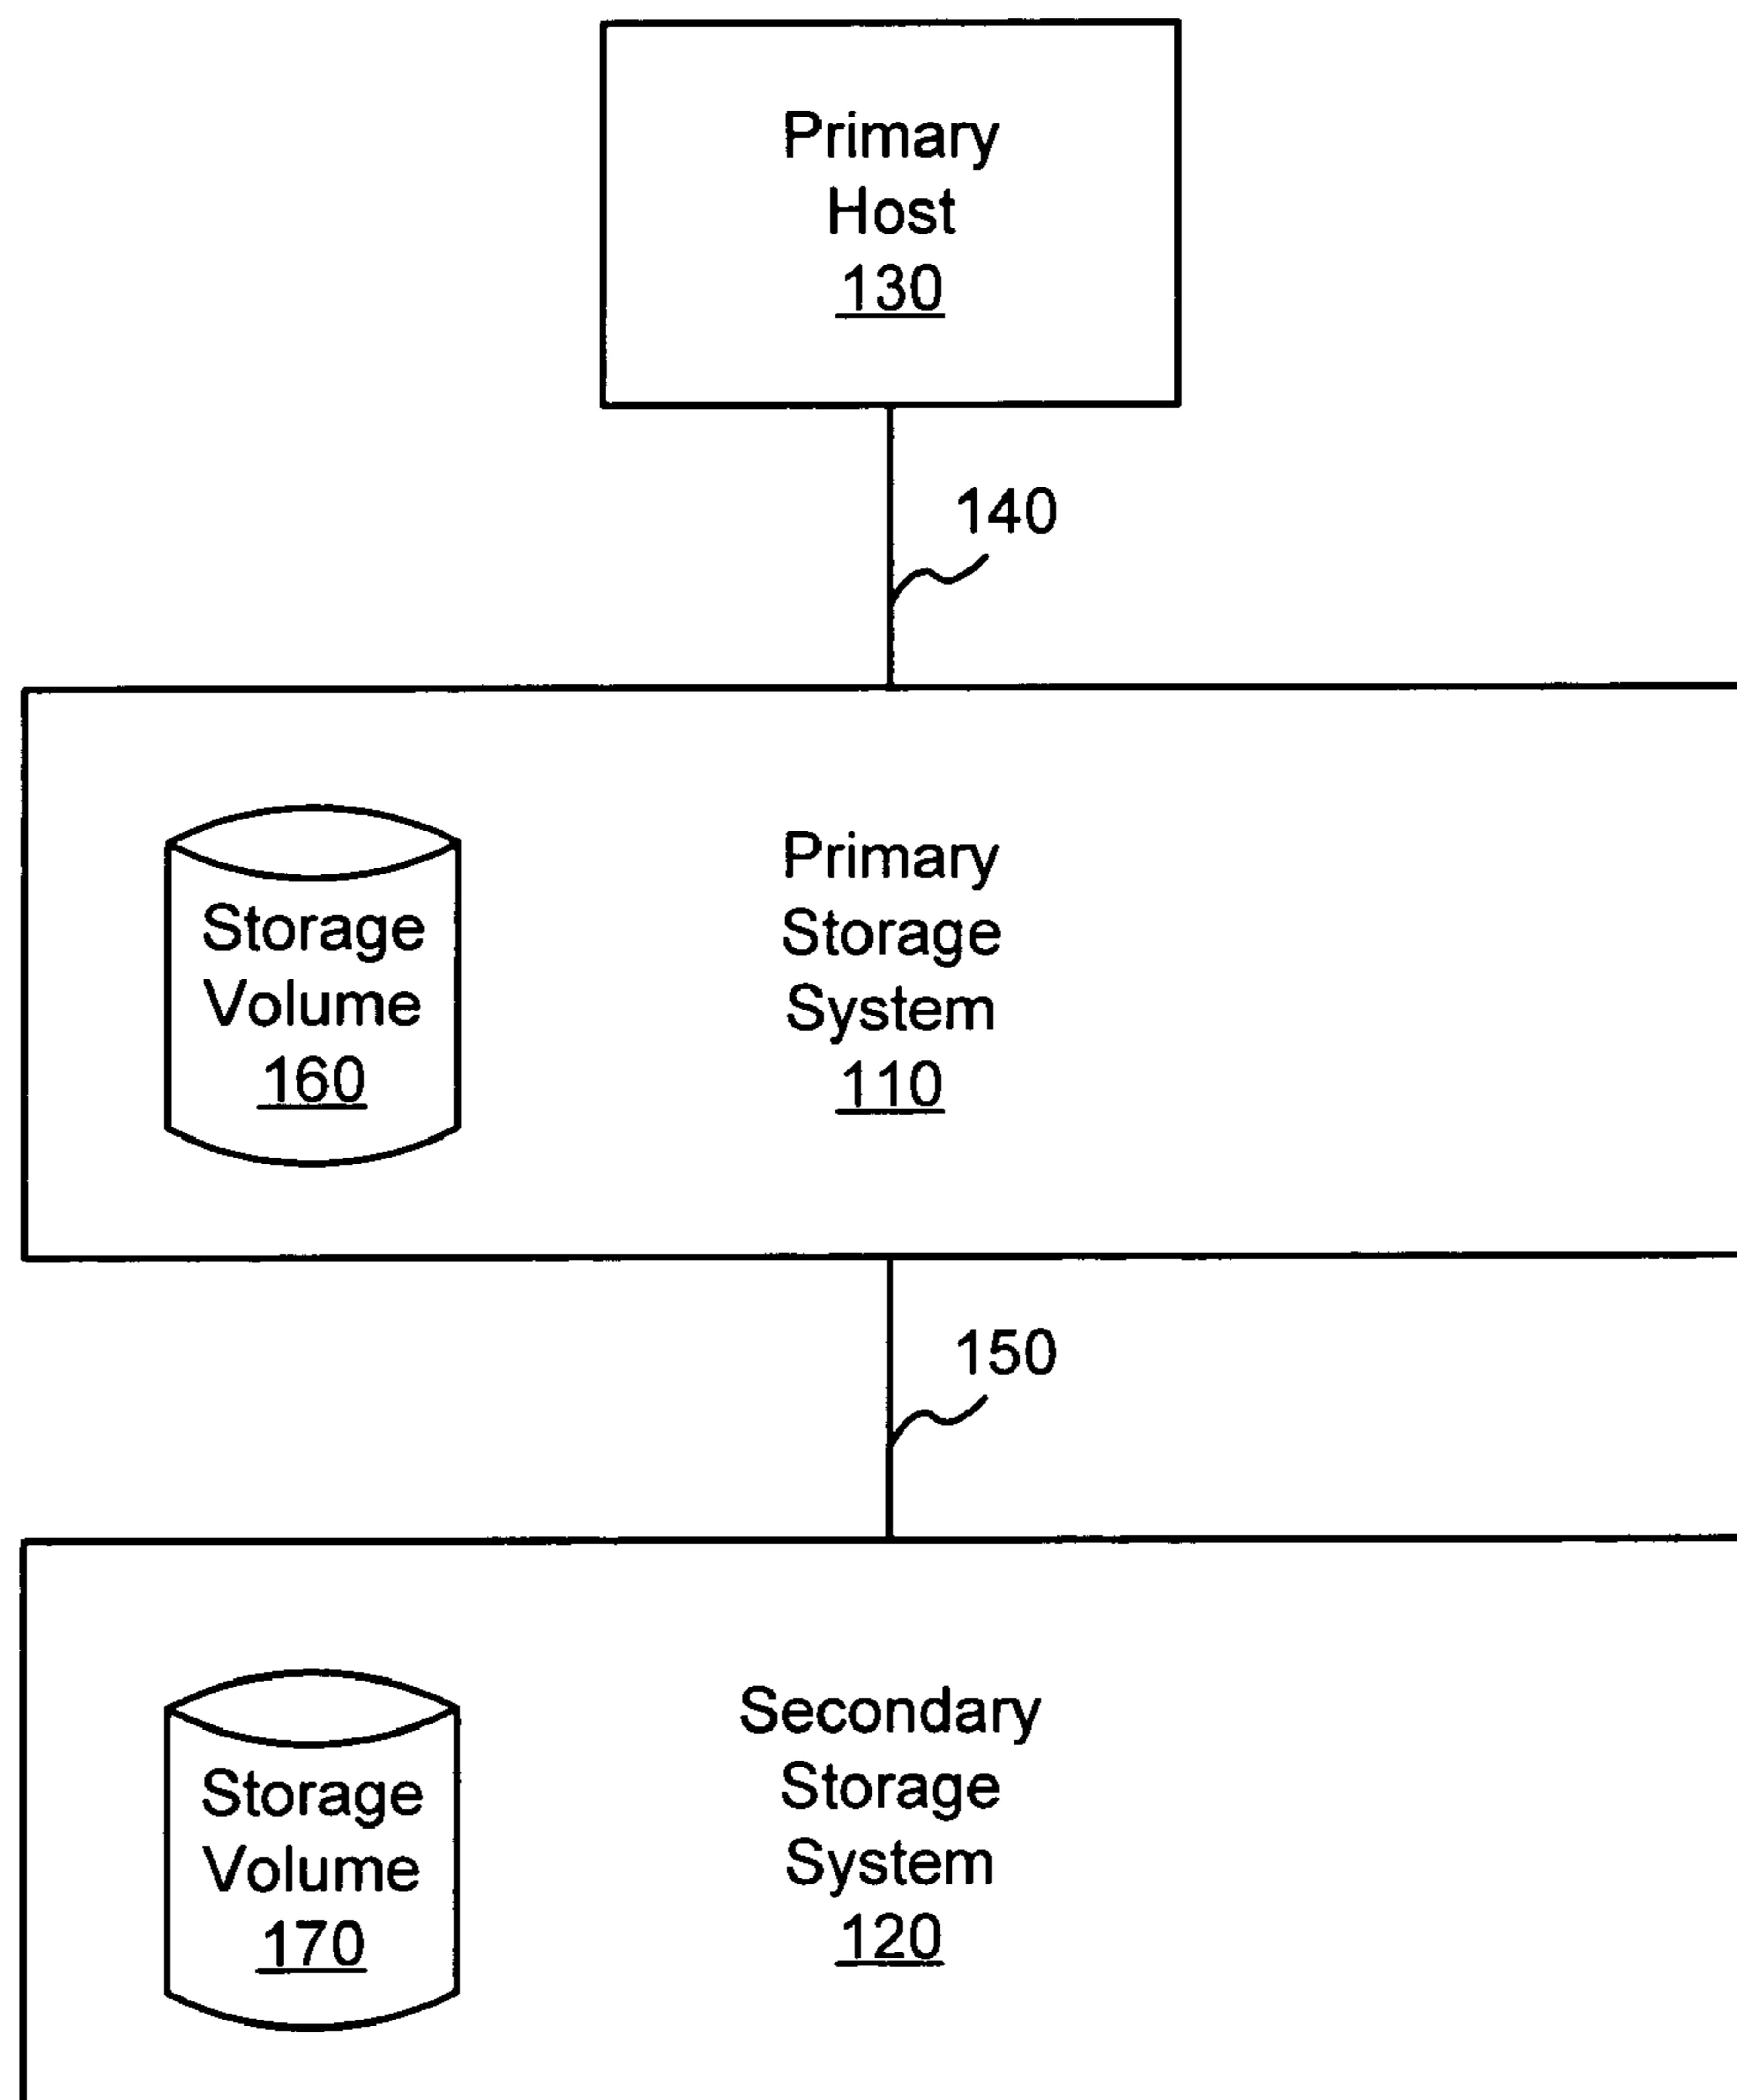 Primary
Host
130
140
Primary
Storage
System
110
Storage
Volume
160
150
Secondary
Storage
System
120
Storage
Volume
170